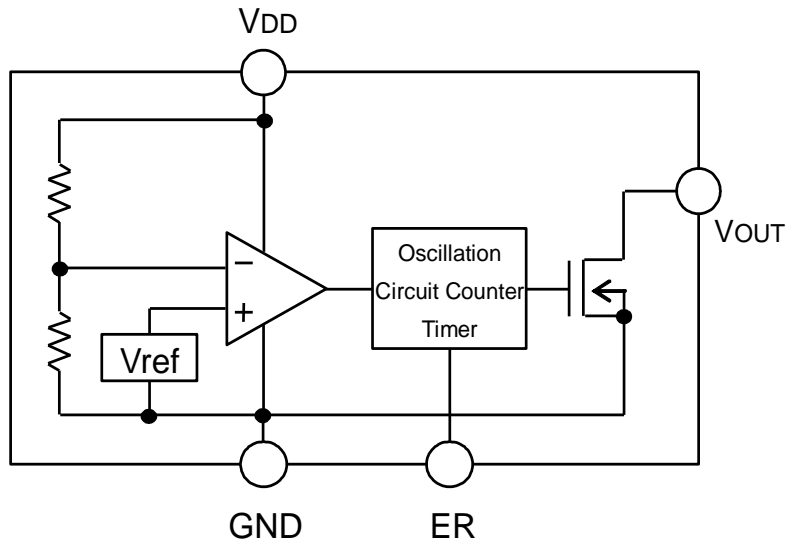 VDD
VOUT
Oscillation
Circuit Counter
Timer
−
+
Vref
GND
ER